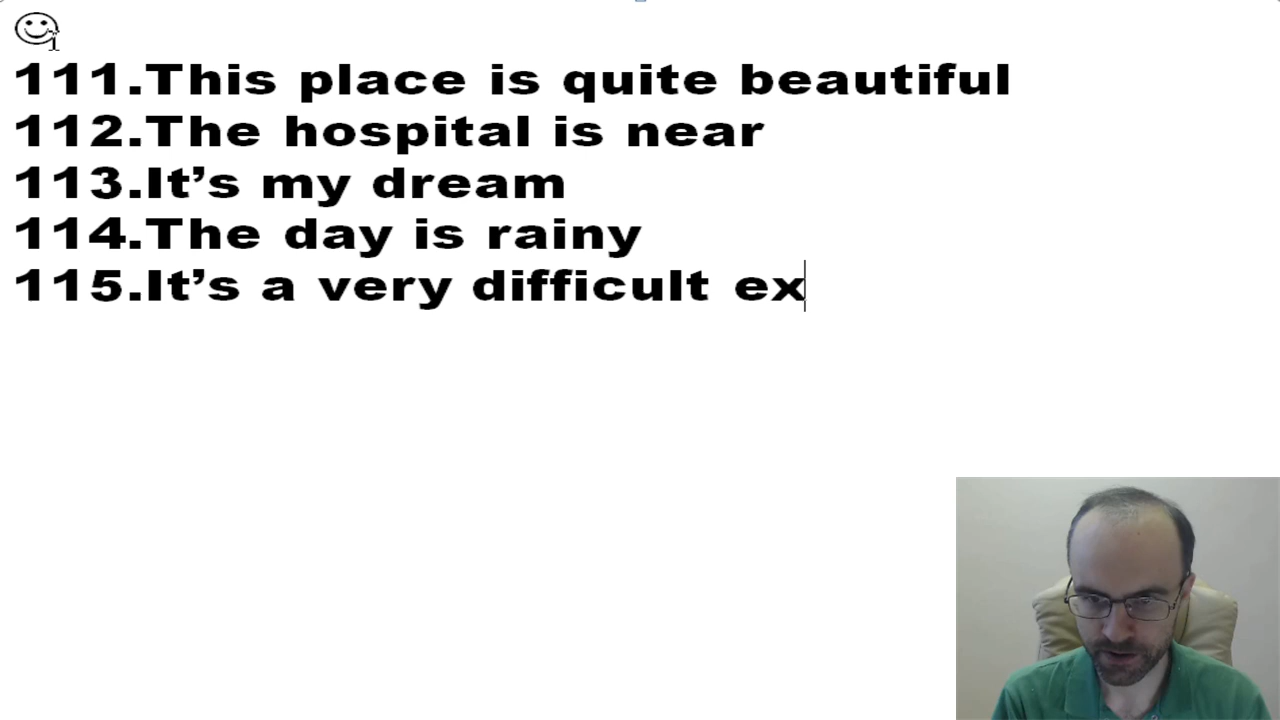 111.This place is quite beautiful
112.The hospital is near
113.It’s my dream
114.The day is rainy
115.It’s a very difficult ex